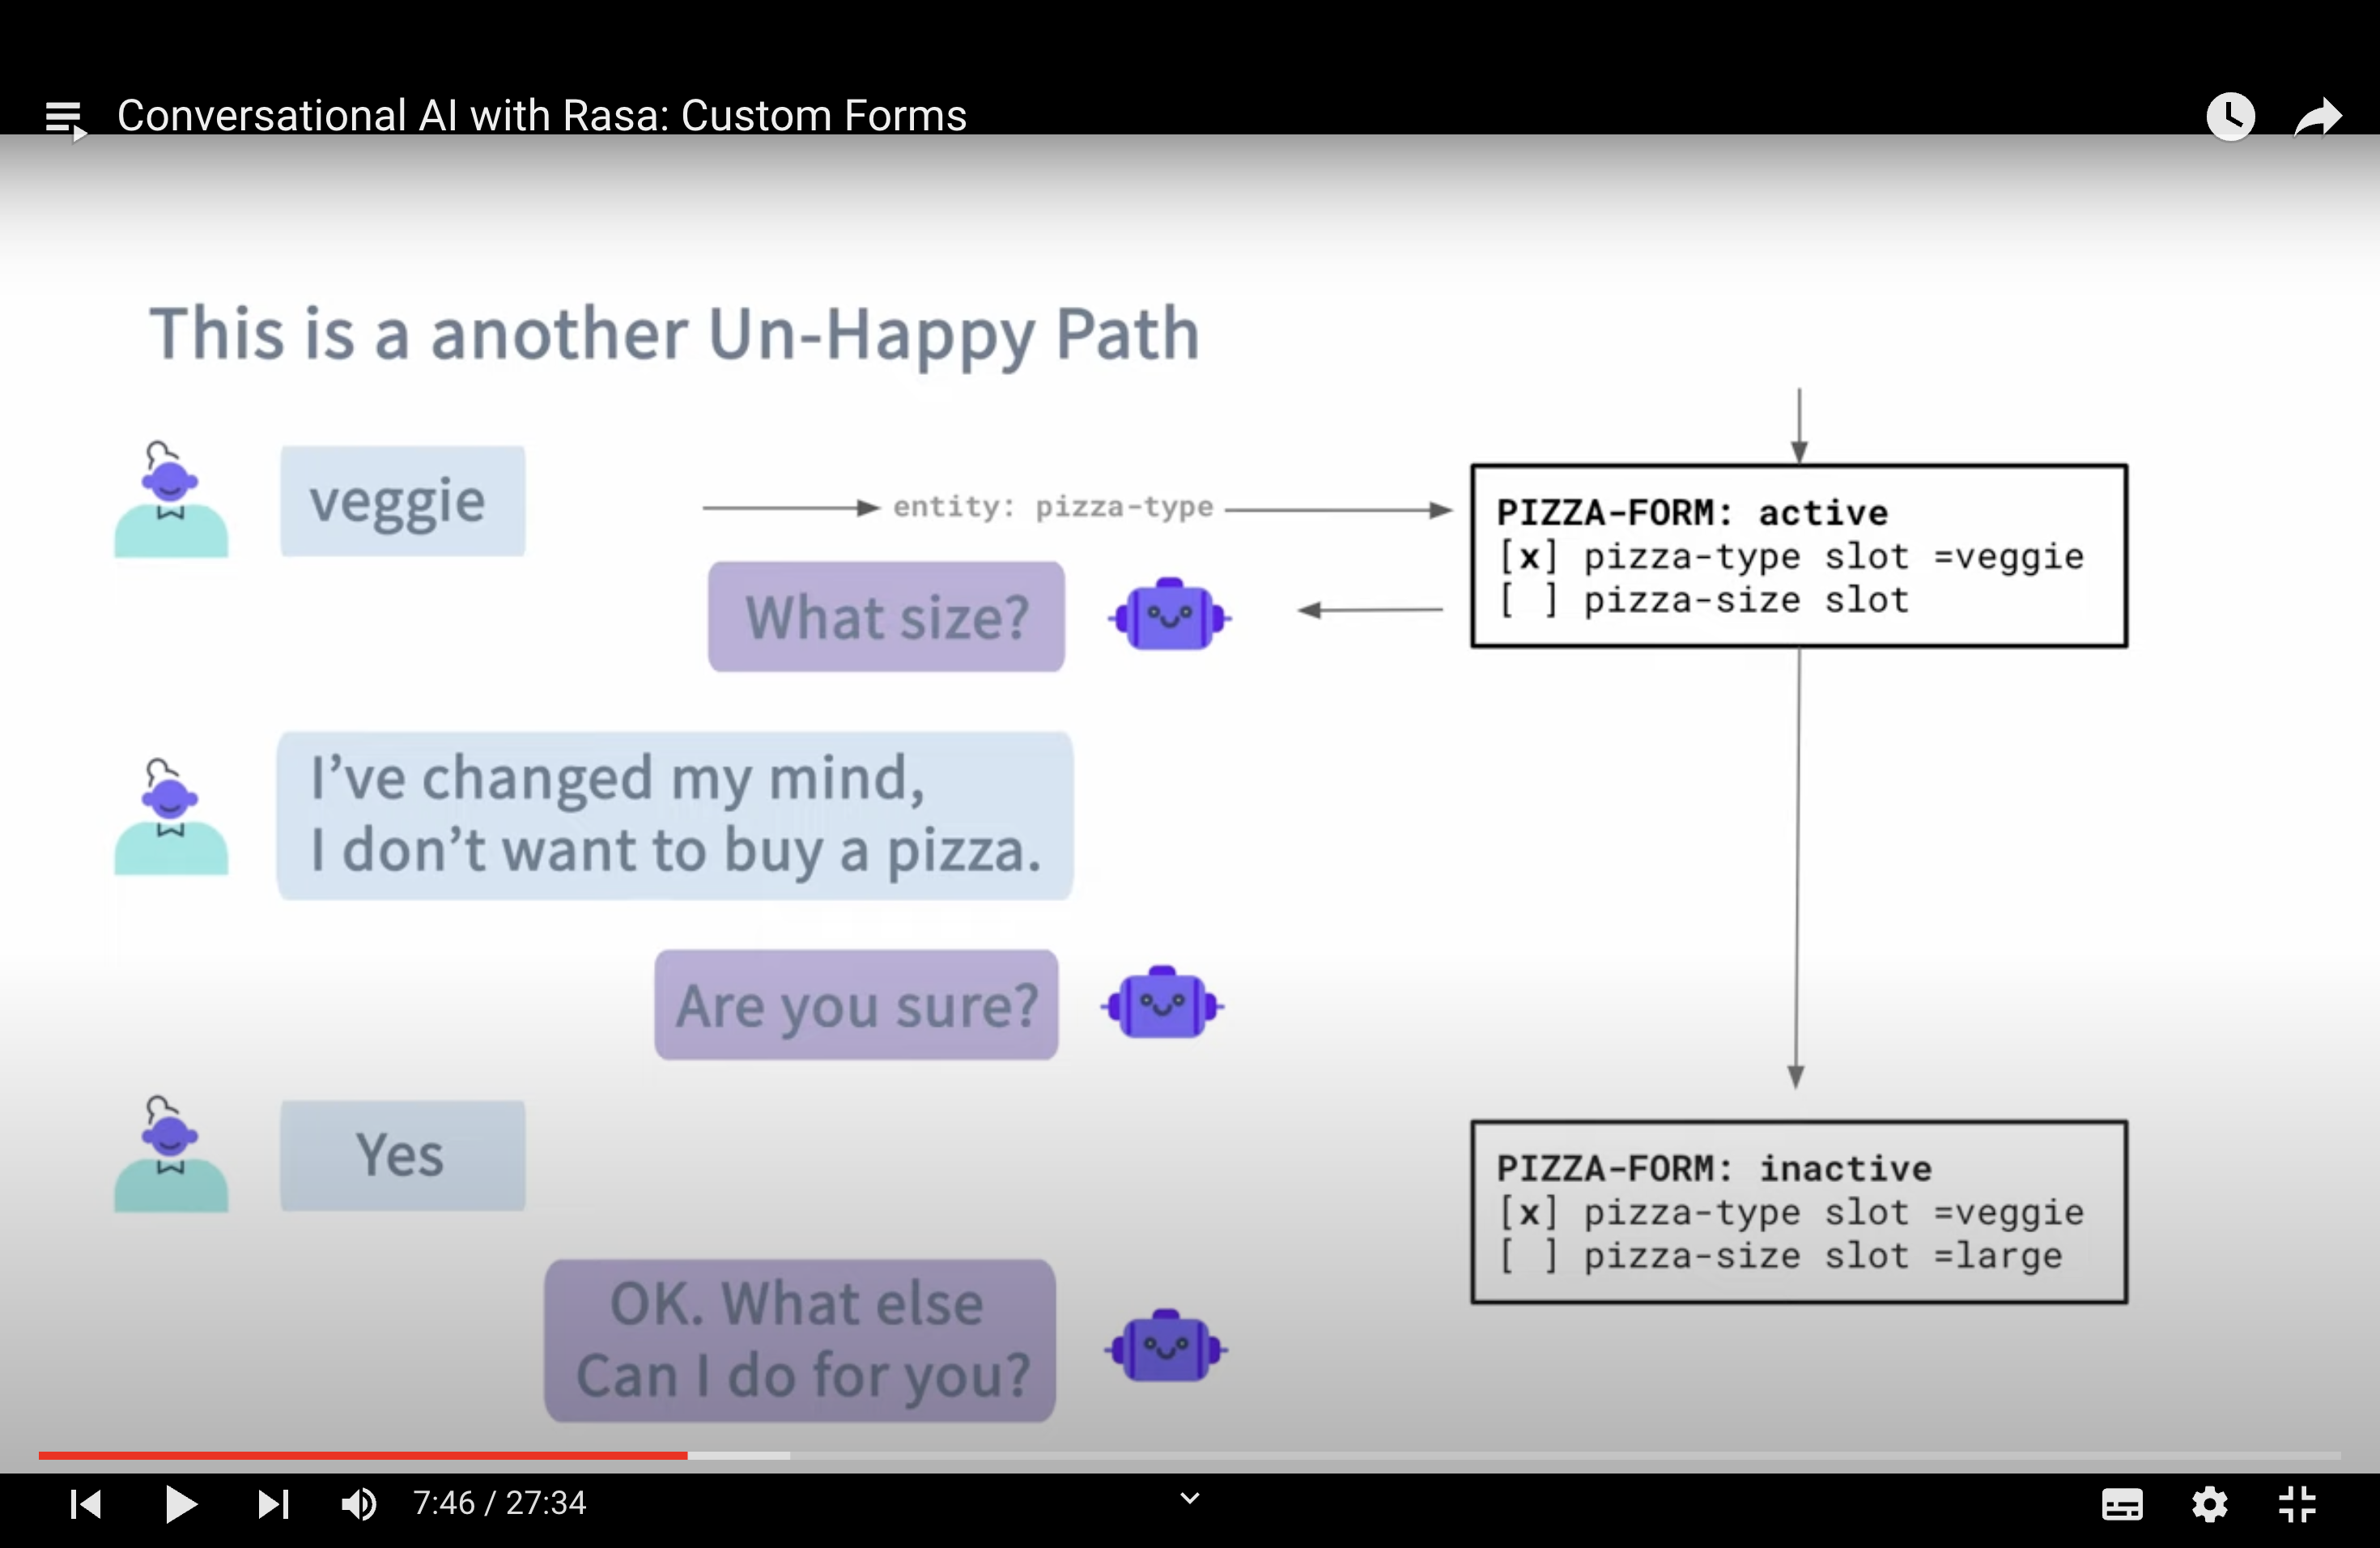 Conversational AI with Rasa: Custom Forms
This is a another Un-Happy Path
veggie
entity: pizza-type
PIZZA-FORM: active
[x] pizza-type slot =veggie
[ ] pizza-size slot
What size?
I’ve changed my mind,
I don’t want to buy a pizza.
Are you sure?
Yes
PIZZA-FORM: inactive
[x] pizza-type slot =veggie
[ ] pizza-size slot =large
OK. What else
Can I do for you?
7:46 / 27:34